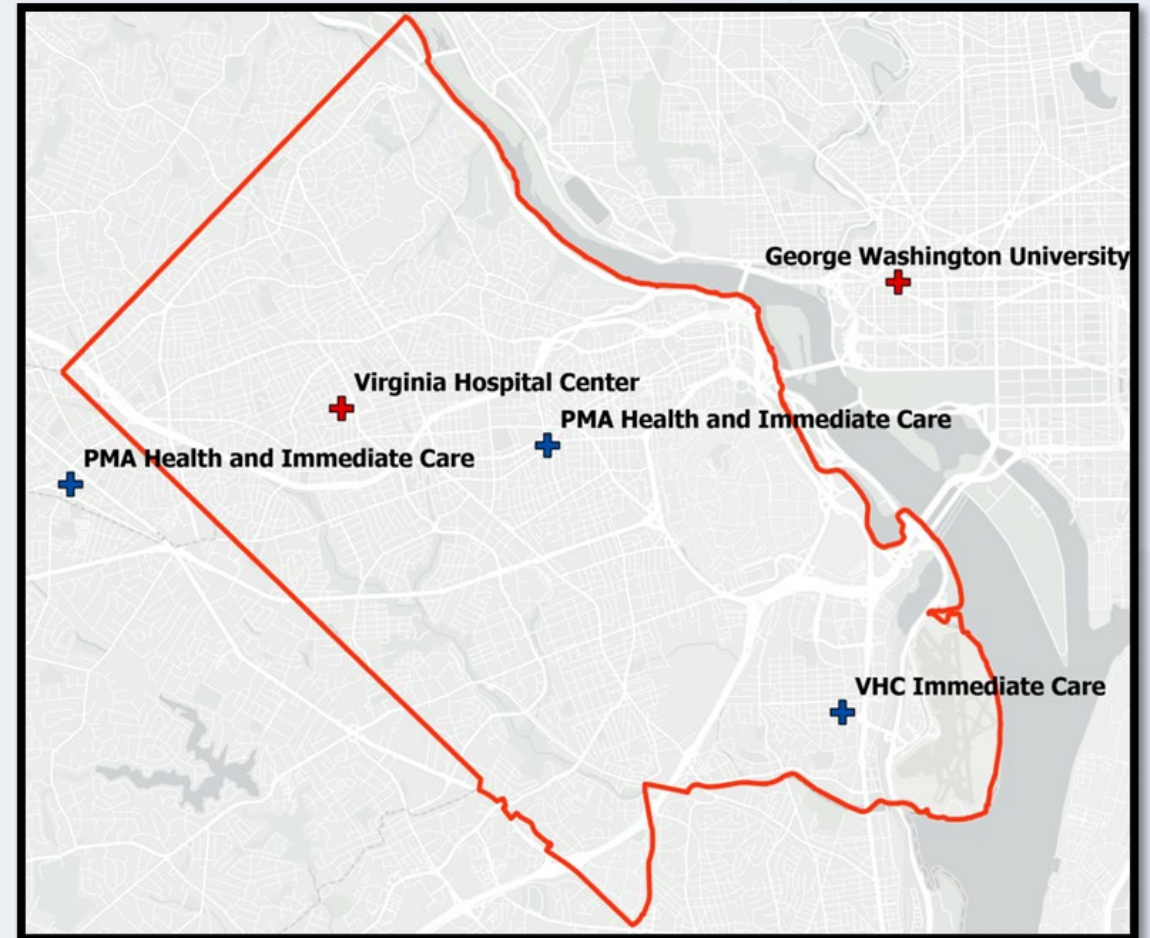 George Washington University
Virginia Hospital Center
PMA Health and Immediate Care
PMA Health and Immediate Care
VHC Immediate Care